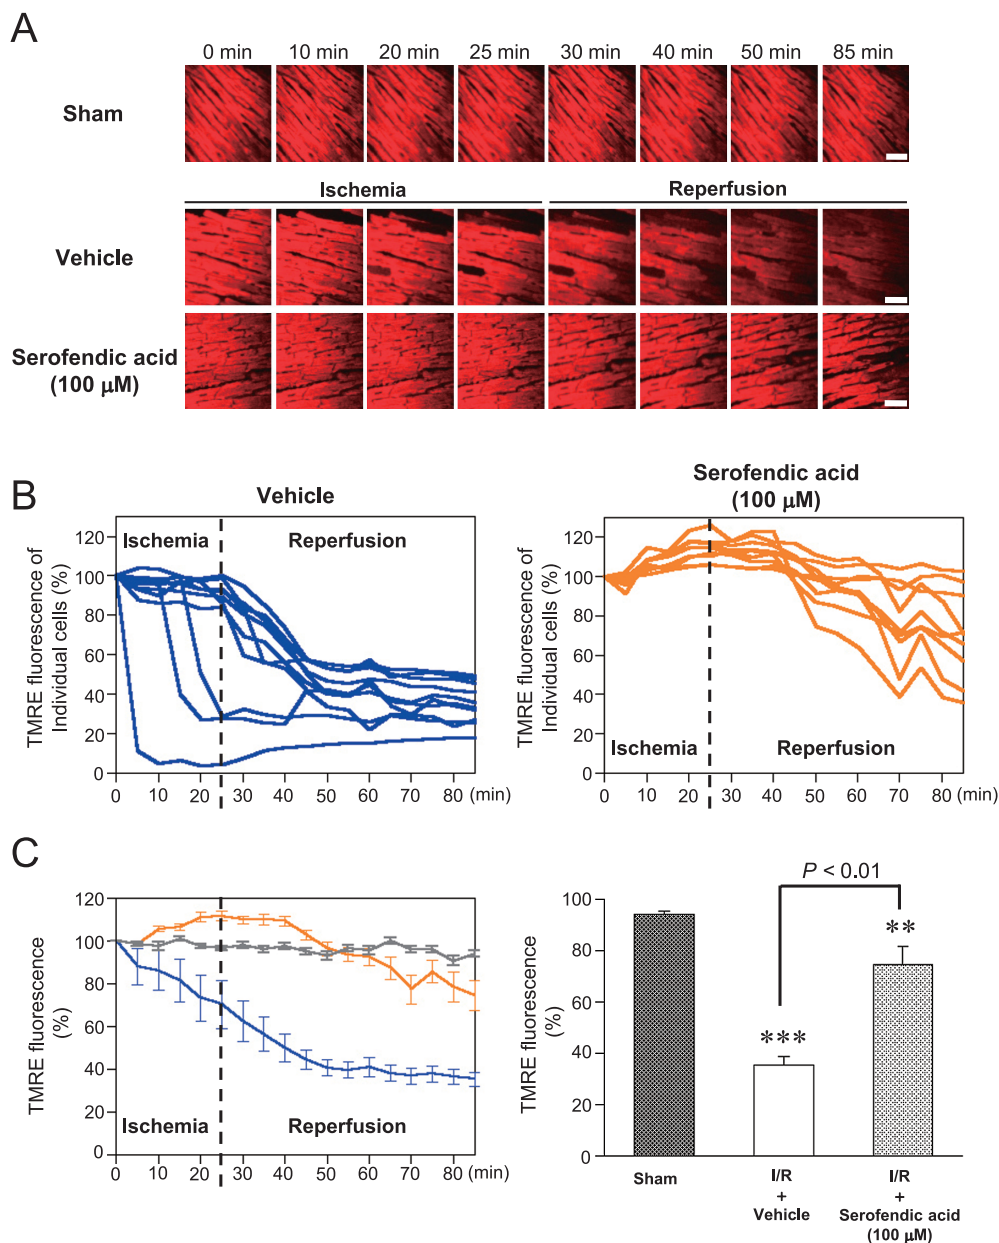 A
0 min 10 min 20 min 25 min 30 min 40 min 50 min 85 min
Sham
Ischemia Reperfusion
Vehicle
Serofendic acid
(100 µM)
B
Vehicle
TMRE fluorescence of
Individual cells (%)
120
100
80
60
40
20
0
Ischemia Reperfusion
0 10 20 30 40 50 60 70 80 (min)
Serofendic acid
(100 µM)
TMRE fluorescence of
Individual cells (%)
120
100
80
60
40
20
0
Ischemia Reperfusion
0 10 20 30 40 50 60 70 80 (min)
C
TMRE fluorescence
(%)
120
100
80
60
40
20
0
Ischemia Reperfusion
0 10 20 30 40 50 60 70 80 (min)
TMRE fluorescence
(%)
100
80
60
40
20
0
P < 0.01
**
***
Sham
I/R
+
Vehicle
I/R
+
Serofendic acid
(100 µM)